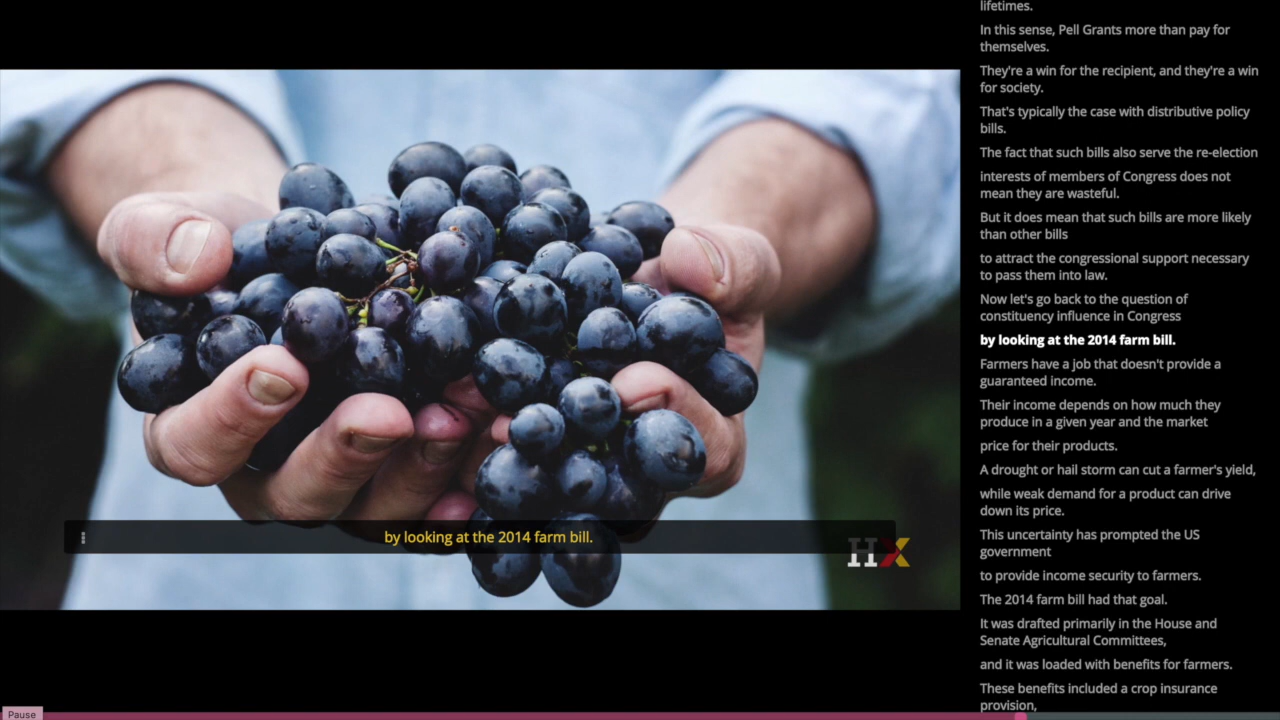 lifetimes.
In this sense, Pell Grants more than pay for
themselves.
They're a win for the recipient, and they're a win
for society.
That's typically the case with distributive policy
bills.
The fact that such bills also serve the re-election
interests of members of Congress does not
mean they are wasteful.
But it does mean that such bills are more likely
than other bills
to attract the congressional support necessary
to pass them into law.
Now let's go back to the question of
constituency influence in Congress
by looking at the 2014 farm bill.
Farmers have a job that doesn't provide a
guaranteed income.
Their income depends on how much they
produce in a given year and the market
price for their products.
A drought or hail storm can cut a farmer's yield,
while weak demand for a product can drive
down its price.
This uncertainty has prompted the US
government
to provide income security to farmers.
The 2014 farm bill had that goal.
It was drafted primarily in the House and
Senate Agricultural Committees,
and it was loaded with benefits for farmers.
These benefits included a crop insurance
provision,
by looking at the 2014 farm bill.
HX
Pause